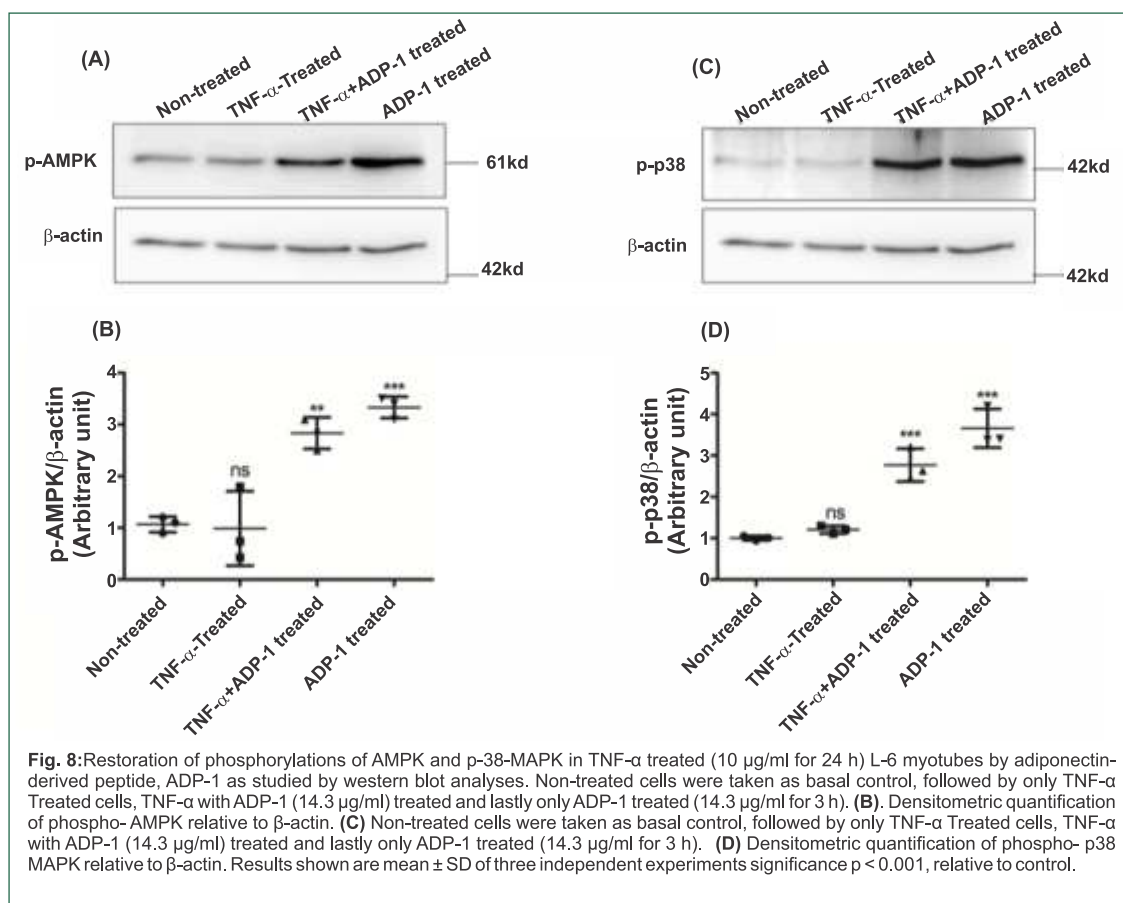 (A)
Non-treated
TNF-α-Treated
TNF-α+ADP-1 treated
ADP-1 treated
p-AMPK
61kd
β-actin
42kd
(C)
Non-treated
TNF-α-Treated
TNF-α+ADP-1 treated
ADP-1 treated
p-p38
42kd
β-actin
42kd
(B)
p-AMPK/β-actin
(Arbitrary unit)
4
3
2
1
0
ns
**
***
Non-treated
TNF-α-Treated
TNF-α+ADP-1 treated
ADP-1 treated
(D)
p-p38/β-actin
(Arbitrary unit)
5
4
3
2
1
0
ns
***
***
Non-treated
TNF-α-Treated
TNF-α+ADP-1 treated
ADP-1 treated
Fig. 8:Restoration of phosphorylations of AMPK and p-38-MAPK in TNF-α treated (10 µg/ml for 24 h) L-6 myotubes by adiponectin-
derived peptide, ADP-1 as studied by western blot analyses. Non-treated cells were taken as basal control, followed by only TNF-α
Treated cells, TNF-α with ADP-1 (14.3 µg/ml) treated and lastly only ADP-1 treated (14.3 µg/ml for 3 h). (B). Densitometric quantification
of phospho- AMPK relative to β-actin. (C) Non-treated cells were taken as basal control, followed by only TNF-α Treated cells, TNF-α
with ADP-1 (14.3 µg/ml) treated and lastly only ADP-1 treated (14.3 µg/ml for 3 h). (D) Densitometric quantification of phospho- p38
MAPK relative to β-actin. Results shown are mean ± SD of three independent experiments significance p < 0.001, relative to control.